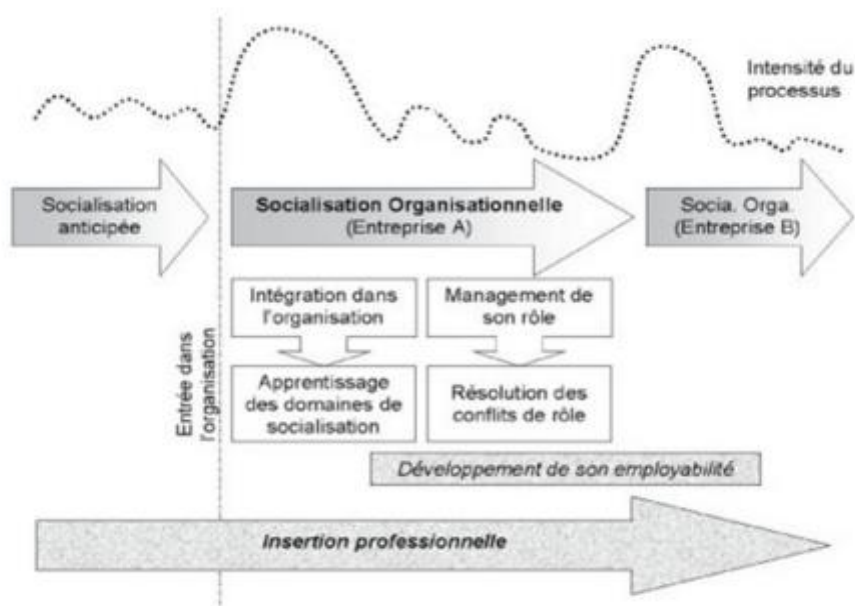 Intensité du
processus
Socialisation
anticipée
Socialisation Organisationnelle
(Entreprise A)
Socia. Orga.
(Entreprise B)
Entrée dans
l'organisation
Intégration dans
l'organisation
Management de
son rôle
Apprentissage
des domaines de
socialisation
Résolution des
conflits de rôle
Développement de son employabilité
Insertion professionnelle